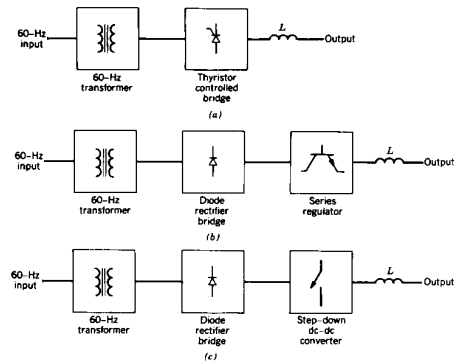 60-Hz
input
60-Hz
transformer
Thyristor
controlled
bridge
L
Output
(a)
60-Hz
input
60-Hz
transformer
Diode
rectifier
bridge
Series
regulator
L
Output
(b)
60-Hz
input
60-Hz
transformer
Diode
rectifier
bridge
Step-down
dc-dc
converter
L
Output
(c)